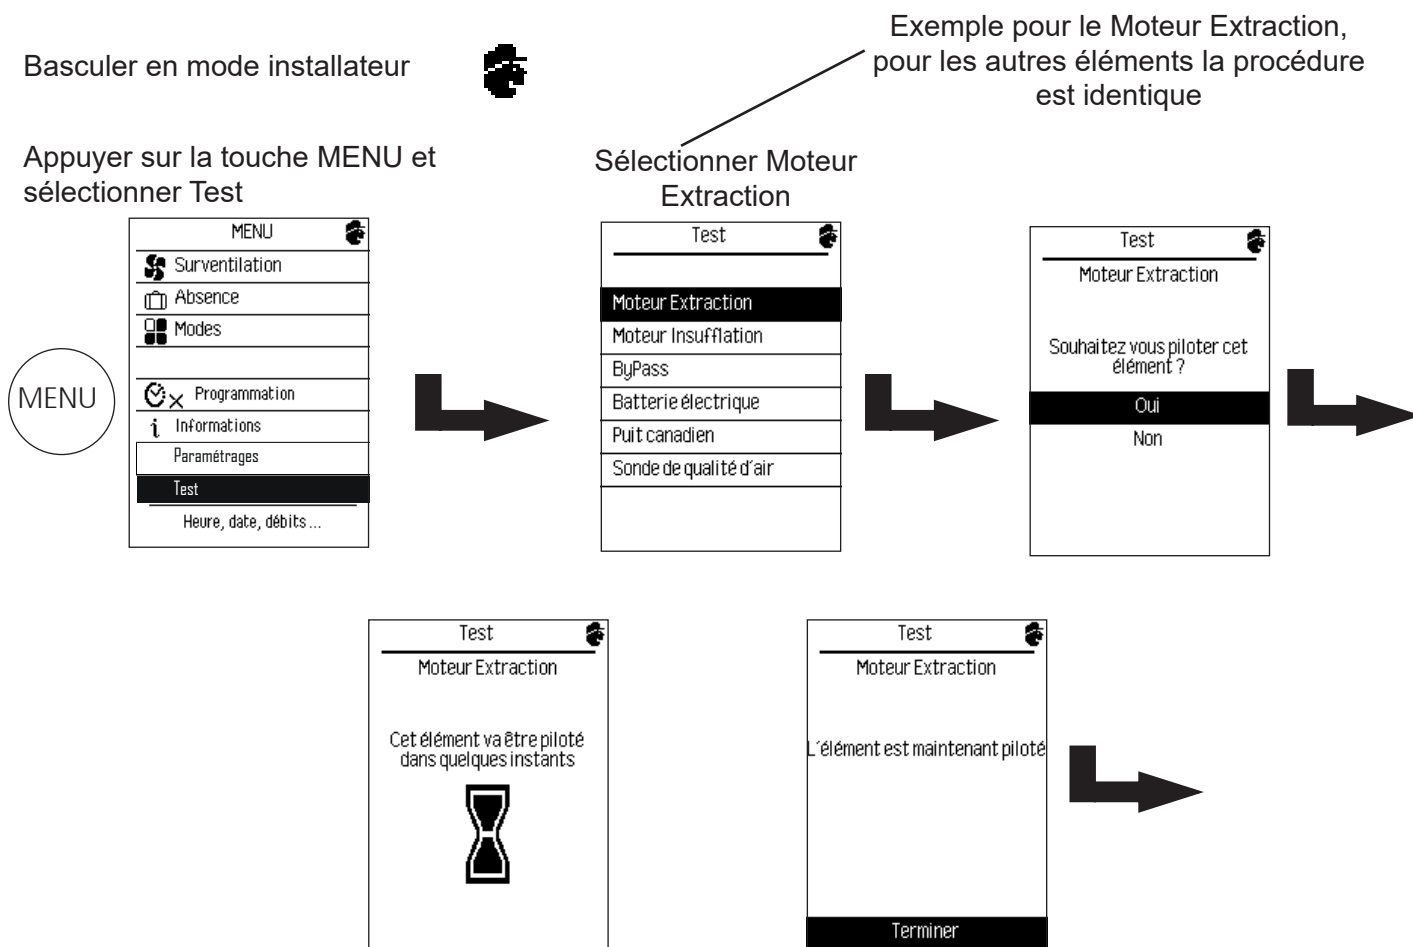 Basculer en mode installateur
Exemple pour le Moteur Extraction,
pour les autres éléments la procédure
est identique
Appuyer sur la touche MENU et
sélectionner Test
Sélectionner Moteur
Extraction
MENU
MENU
Surventilation
Absence
Modes
Programmation
Informations
Paramétrages
Test
Heure, date, débits ...
Test
Moteur Extraction
Moteur Insufflation
ByPass
Batterie électrique
Puit canadien
Sonde de qualité d'air
Test
Moteur Extraction
Souhaitez vous piloter cet
élément ?
Oui
Non
Test
Moteur Extraction
Cet élément va être piloté
dans quelques instants
Test
Moteur Extraction
L'élément est maintenant piloté
Terminer